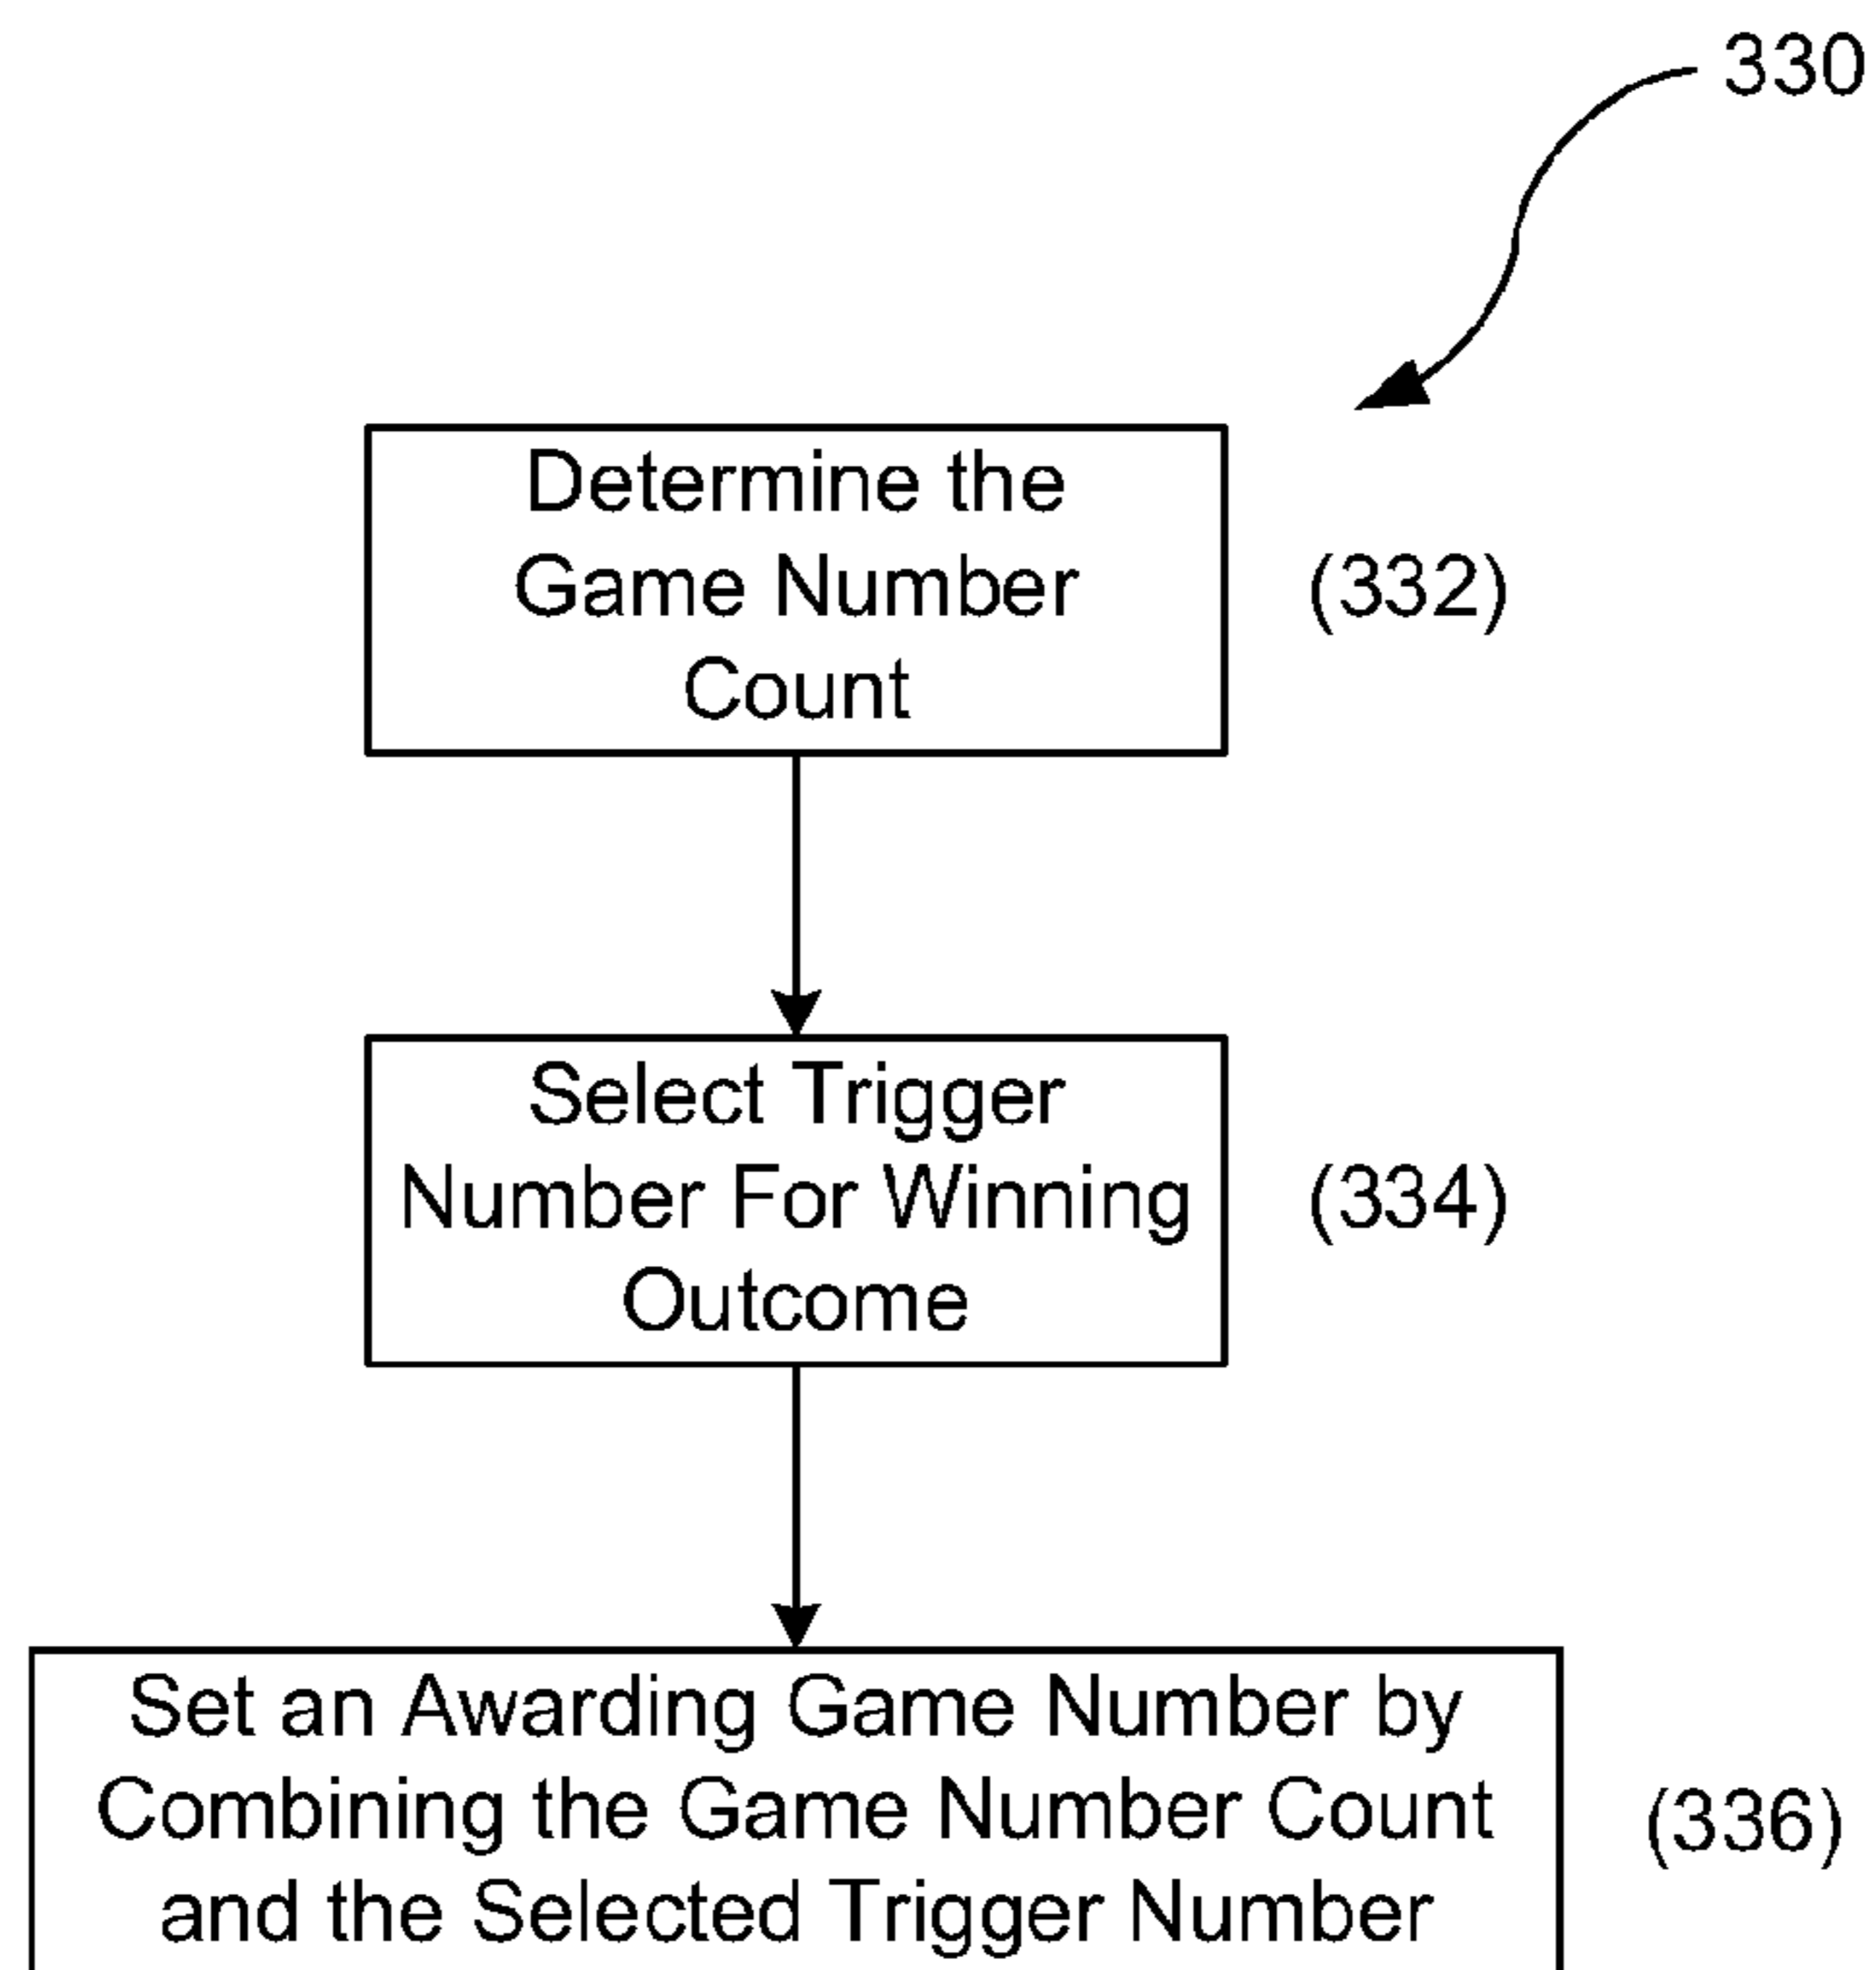 330
Determine the
Game Number
Count
(332)
Select Trigger
Number For Winning
Outcome
(334)
Set an Awarding Game Number by
Combining the Game Number Count
and the Selected Trigger Number
(336)